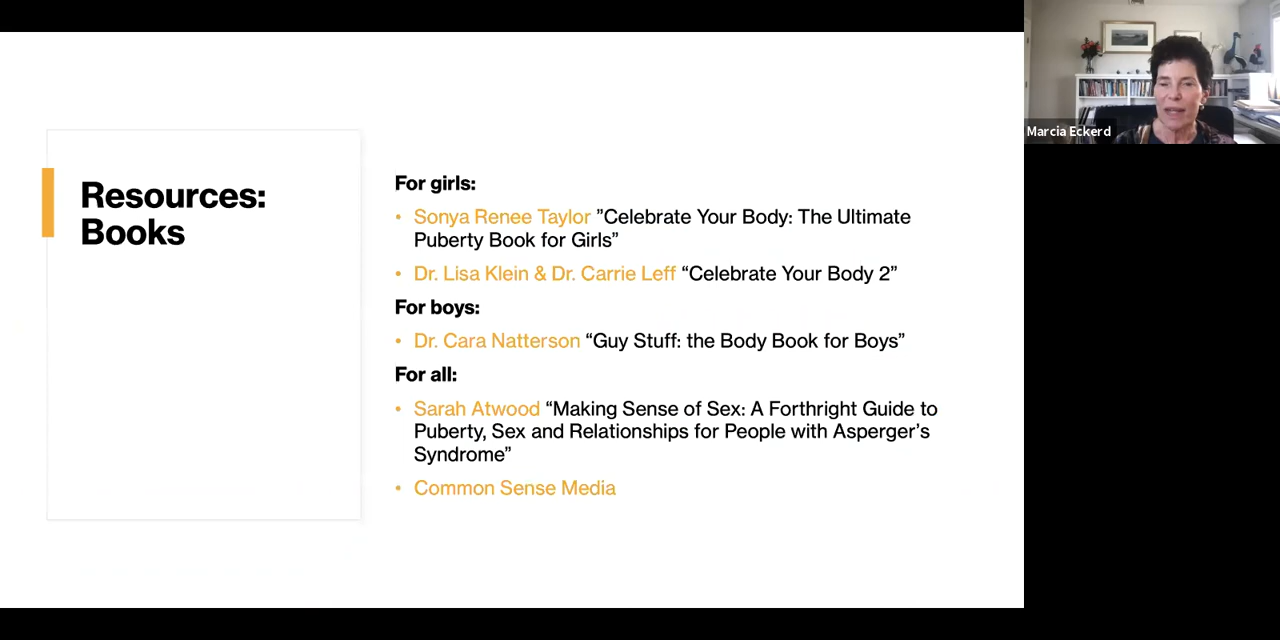 Resources:
Books
For girls:
• Sonya Renee Taylor ”Celebrate Your Body: The Ultimate
Puberty Book for Girls”
• Dr. Lisa Klein & Dr. Carrie Leff “Celebrate Your Body 2”
For boys:
• Dr. Cara Natterson “Guy Stuff: the Body Book for Boys”
For all:
• Sarah Atwood “Making Sense of Sex: A Forthright Guide to
Puberty, Sex and Relationships for People with Asperger’s
Syndrome”
• Common Sense Media
Marcia Eckerd